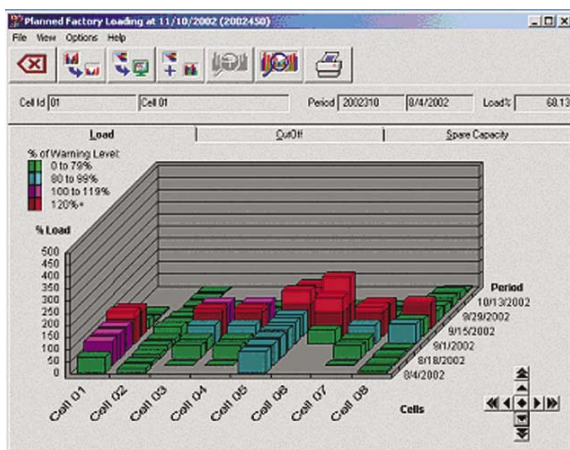 Planned Factory Loading at 11/10/2002 (2002450)
File View Options Help
Cell Id 01 Cell 01 Period 2002310 8/4/2002 Load% 68.13
Load CutOff Spare Capacity
% of Warning Level:
0 to 79%
80 to 99%
100 to 119%
120%+
% Load
500
450
400
350
300
250
200
150
100
50
0
Period
10/13/2002
9/29/2002
9/15/2002
9/1/2002
8/18/2002
8/4/2002
Cell 01 Cell 02 Cell 03 Cell 04 Cell 05 Cell 06 Cell 07 Cell 08
Cells